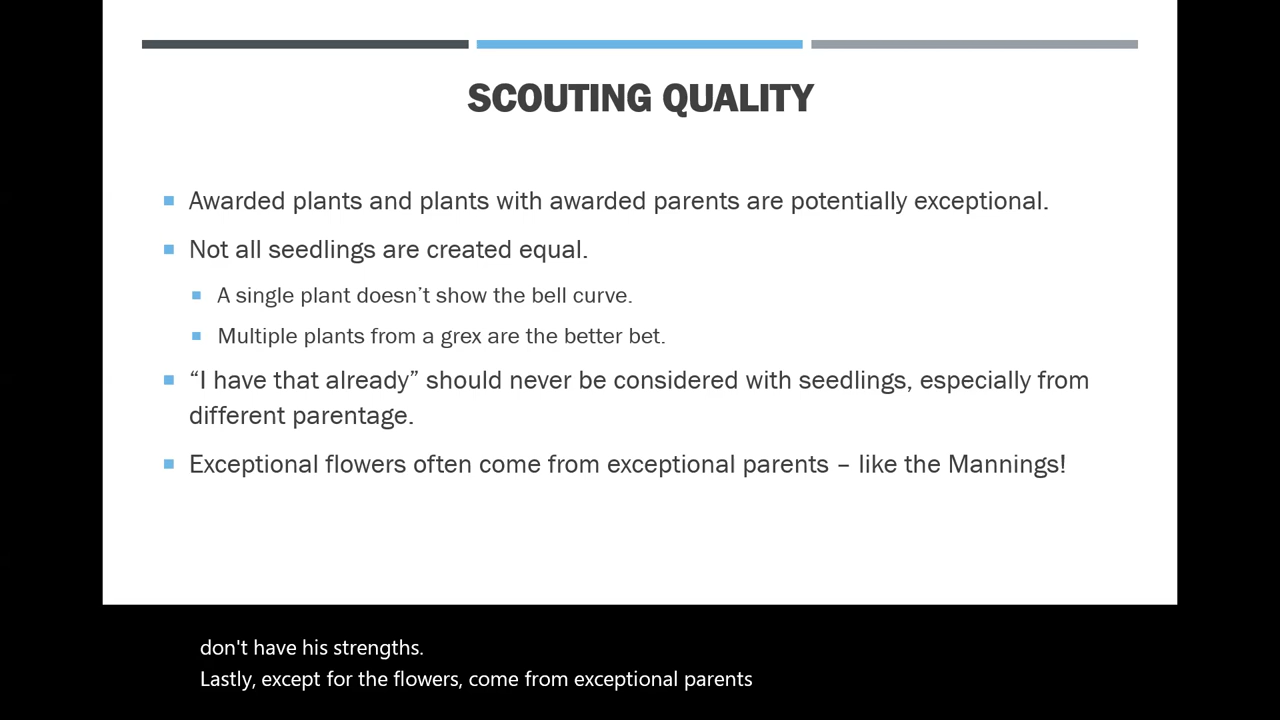 SCOUTING QUALITY
Awarded plants and plants with awarded parents are potentially exceptional.
Not all seedlings are created equal.
A single plant doesn’t show the bell curve.
Multiple plants from a grex are the better bet.
“I have that already” should never be considered with seedlings, especially from
different parentage.
Exceptional flowers often come from exceptional parents – like the Mannings!
don't have his strengths.
Lastly, except for the flowers, come from exceptional parents